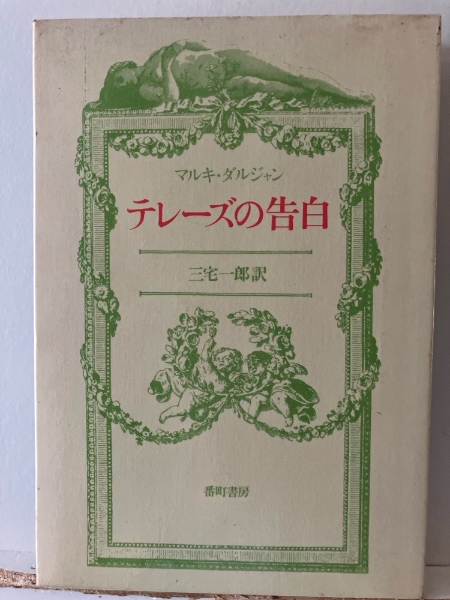 マルキ・ダルジャン
テレーズの告白
三宅一郎訳
番町書房